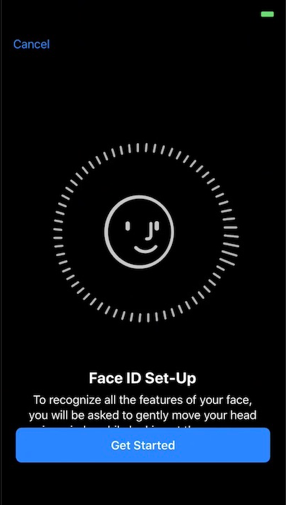 Cancel
Face ID Set-Up
To recognize all the features of your face,
you will be asked to gently move your head
Get Started